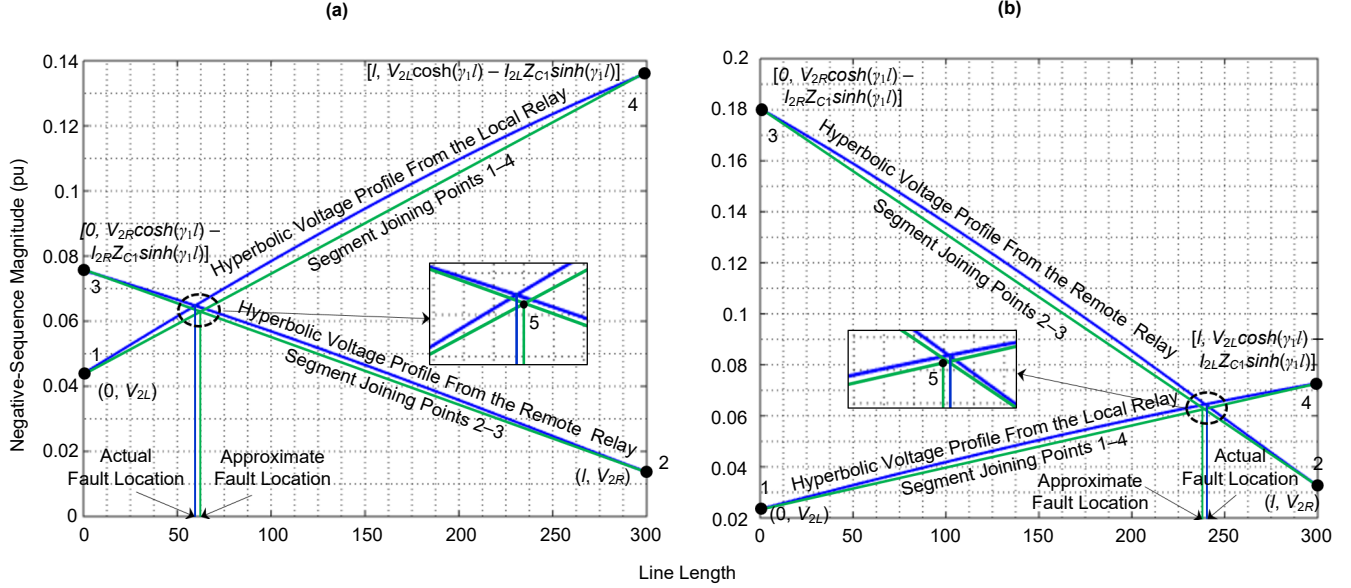 (a)
0.14
0.12
0.1
0.08
0.06
0.04
0.02
0
Negative-Sequence Magnitude (pu)
[l, V2Lcosh(γ1l) – I2LZC1sinh(γ1l)]
4
Hyperbolic Voltage Profile From the Local Relay
Segment Joining Points 1–4
[0, V2Rcosh(γ1l) –
I2RZC1sinh(γ1l)]
3
1
(0, V2L)
5
Hyperbolic Voltage Profile From the Remote Relay
Segment Joining Points 2–3
2
(l, V2R)
Actual
Fault Location
Approximate
Fault Location
0 50 100 150 200 250 300
(b)
0.2
0.18
0.16
0.14
0.12
0.1
0.08
0.06
0.04
0.02
[0, V2Rcosh(γ1l) –
I2RZC1sinh(γ1l)]
3
Hyperbolic Voltage Profile From the Remote Relay
Segment Joining Points 2–3
[l, V2Lcosh(γ1l) –
I2LZC1sinh(γ1l)]
4
5
Hyperbolic Voltage Profile From the Local Relay
Segment Joining Points 1–4
1
(0, V2L)
Approximate
Fault Location
Actual
Fault Location
2
(l, V2R)
0 50 100 150 200 250 300
Line Length